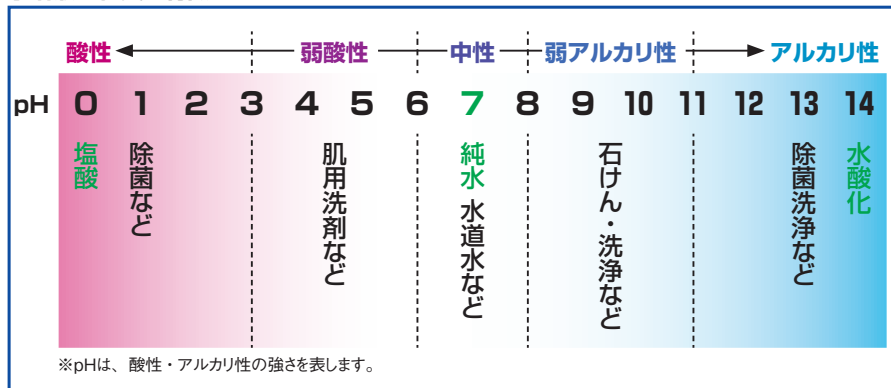 酸性 弱酸性 中性 弱アルカリ性 アルカリ性
pH 0 1 2 3 4 5 6 7 8 9 10 11 12 13 14
塩酸
除菌など
肌用洗剤など
純水 水道水など
石けん・洗浄など
除菌洗浄など
水酸化
※pHは、酸性・アルカリ性の強さを表します。